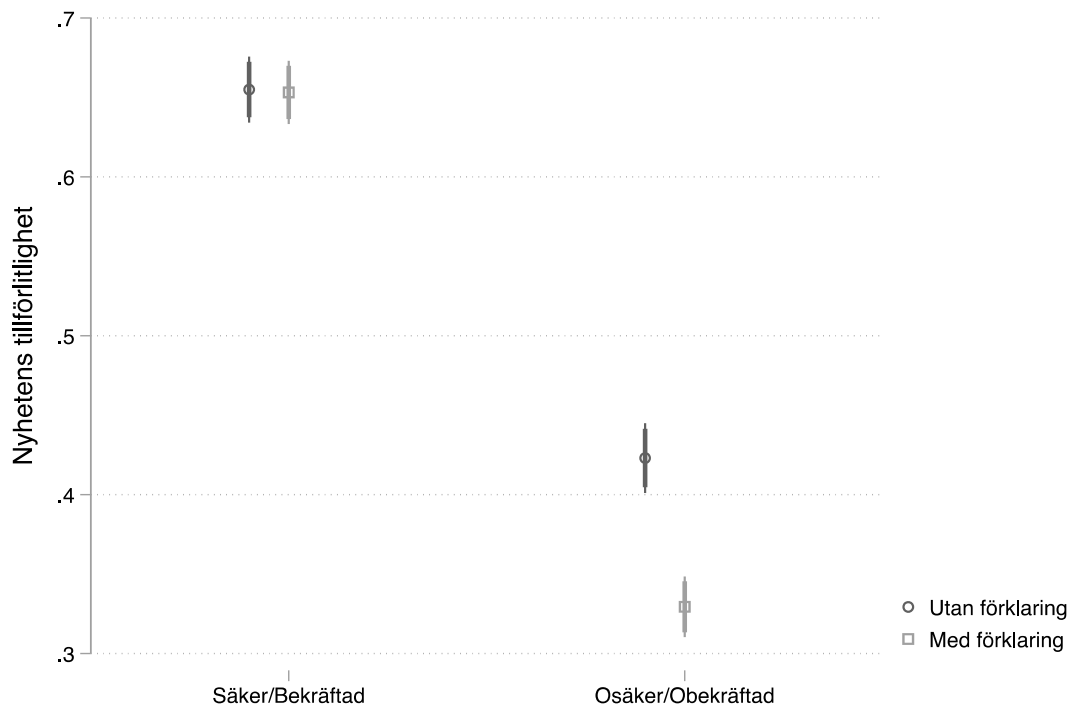 .7
.6
.5
.4
.3
Nyhetens tillförlitlighet
Säker/Bekräftad
Osäker/Obekräftad
Utan förklaring
Med förklaring